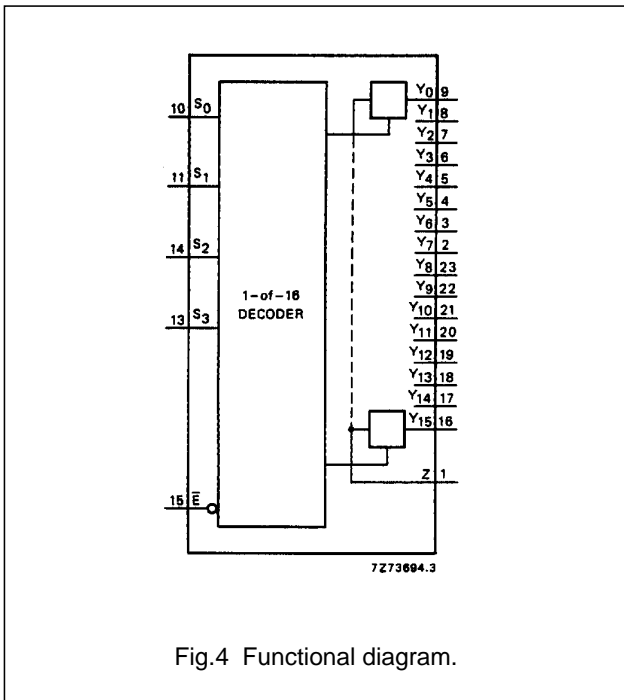 Y0 9
10 S0
Y1 8
Y2 7
Y3 6
Y4 5
11 S1
Y5 4
Y6 3
Y7 2
14 S2
Y8 23
Y9 22
1-of-16
DECODER
Y10 21
13 S3
Y11 20
Y12 19
Y13 18
Y14 17
Y15 16
Z 1
15 E̅
7Z73694.3
Fig.4 Functional diagram.